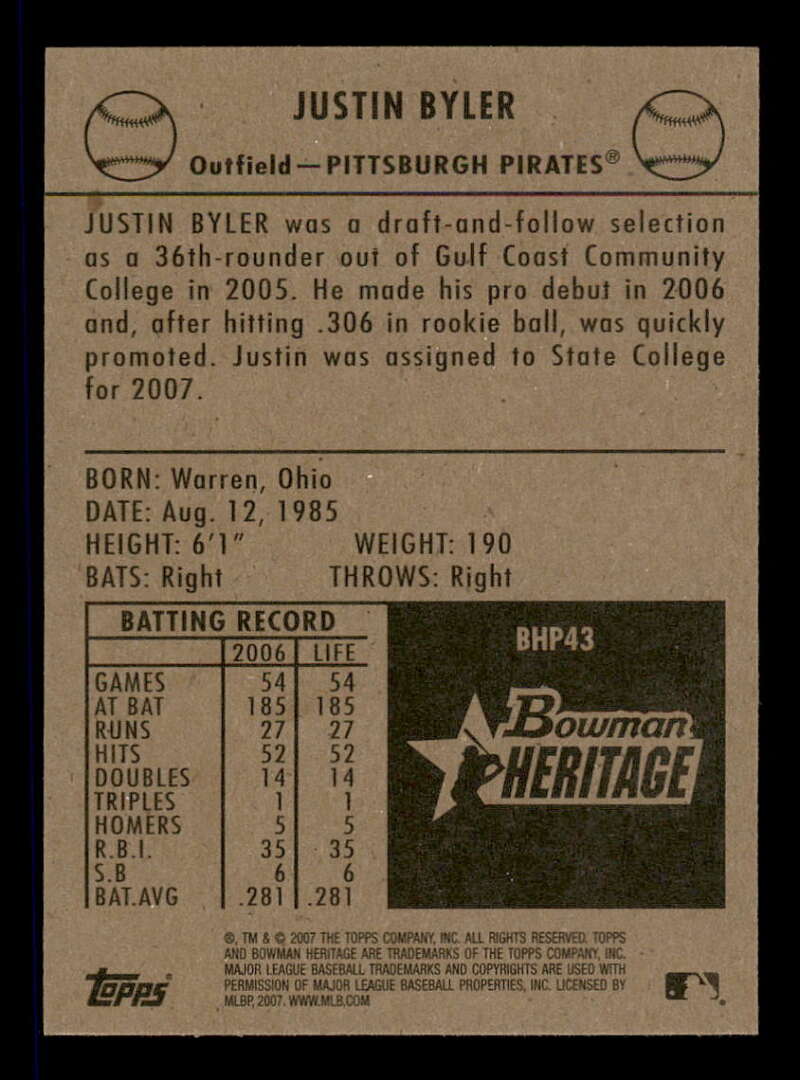 JUSTIN BYLER
Outfield—PITTSBURGH PIRATES®
JUSTIN BYLER was a draft-and-follow selection
as a 36th-rounder out of Gulf Coast Community
College in 2005. He made his pro debut in 2006
and, after hitting .306 in rookie ball, was quickly
promoted. Justin was assigned to State College
for 2007.
BORN: Warren, Ohio
DATE: Aug. 12, 1985
HEIGHT: 6'1" WEIGHT: 190
BATS: Right THROWS: Right
BATTING RECORD
2006 LIFE
GAMES 54 54
AT BAT 185 185
RUNS 27 27
HITS 52 52
DOUBLES 14 14
TRIPLES 1 1
HOMERS 5 5
R.B.I. 35 35
S.B 6 6
BAT.AVG .281 .281
BHP43
Bowman
HERITAGE
®, TM & © 2007 THE TOPPS COMPANY, INC. ALL RIGHTS RESERVED. TOPPS
AND BOWMAN HERITAGE ARE TRADEMARKS OF THE TOPPS COMPANY, INC.
MAJOR LEAGUE BASEBALL TRADEMARKS AND COPYRIGHTS ARE USED WITH
PERMISSION OF MAJOR LEAGUE BASEBALL PROPERTIES, INC. LICENSED BY
MLBP, 2007. WWW.MLB.COM
Topps®